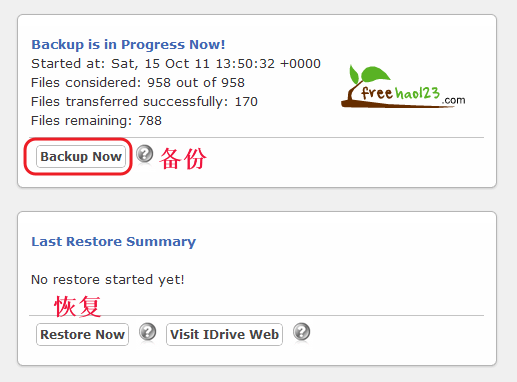 Backup is in Progress Now!
Started at: Sat, 15 Oct 11 13:50:32 +0000
Files considered: 958 out of 958
Files transferred successfully: 170
Files remaining: 788
freehao123.com
Backup Now ? 备份
Last Restore Summary
No restore started yet!
恢复
Restore Now ? Visit IDrive Web ?